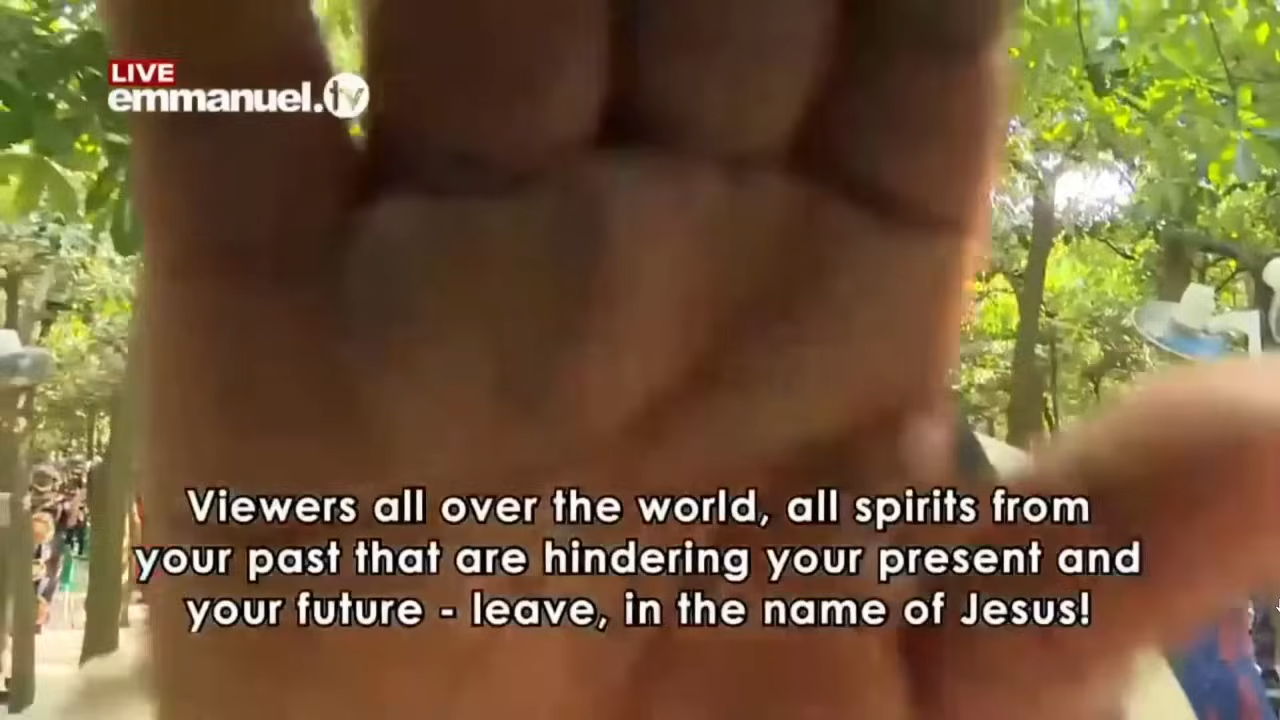 LIVE
emmanuel.tv
Viewers all over the world, all spirits from
your past that are hindering your present and
your future - leave, in the name of Jesus!